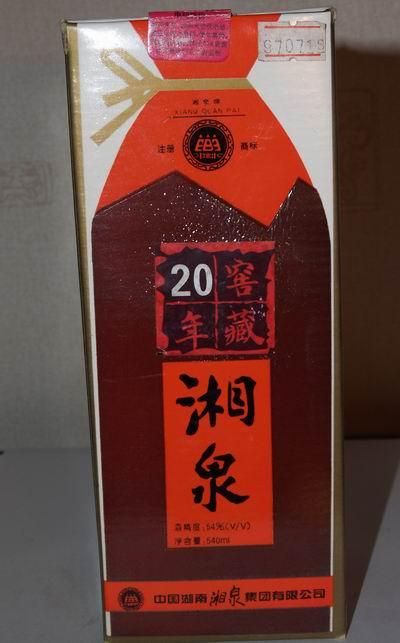 S70715
湘泉牌
XIANG QUAN PAI
注册 商标
20 窖
年 藏
湘泉
酒精度:54%(V/V)
净含量:540ml
中国湖南湘泉集团有限公司